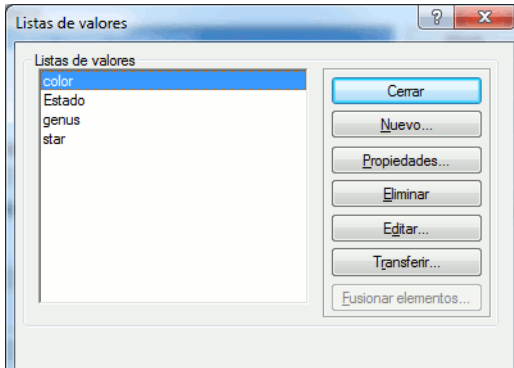 Listas de valores
Listas de valores
color
Estado
genus
star
Cerrar
Nuevo...
Propiedades...
Eliminar
Editar...
Transferir...
Fusionar elementos...